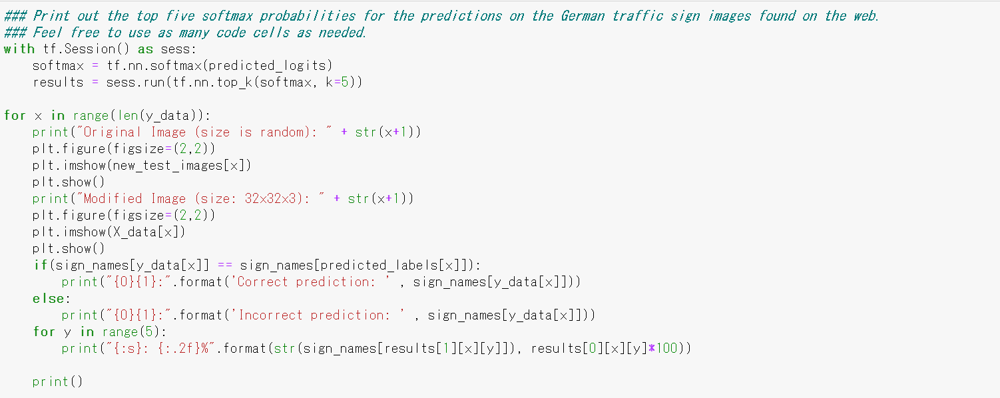 ### Print out the top five softmax probabilities for the predictions on the German traffic sign images found on the web.
### Feel free to use as many code cells as needed.
with tf.Session() as sess:
    softmax = tf.nn.softmax(predicted_logits)
    results = sess.run(tf.nn.top_k(softmax, k=5))

for x in range(len(y_data)):
    print("Original Image (size is random): " + str(x+1))
    plt.figure(figsize=(2,2))
    plt.imshow(new_test_images[x])
    plt.show()
    print("Modified Image (size: 32x32x3): " + str(x+1))
    plt.figure(figsize=(2,2))
    plt.imshow(X_data[x])
    plt.show()
    if(sign_names[y_data[x]] == sign_names[predicted_labels[x]]):
        print("{0}{1}:".format('Correct prediction: ' , sign_names[y_data[x]]))
    else:
        print("{0}{1}:".format('Incorrect prediction: ' , sign_names[y_data[x]]))
    for y in range(5):
        print("{:s}: {:.2f}%".format(str(sign_names[results[1][x][y]]), results[0][x][y]*100))

    print()